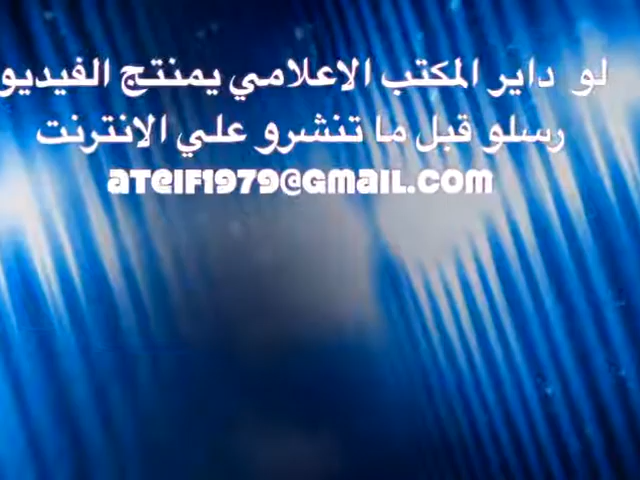 لو داير المكتب الاعلامي يمنتج الفيديو
رسلو قبل ما تنشرو علي الانترنت
ateif1979@gmail.com